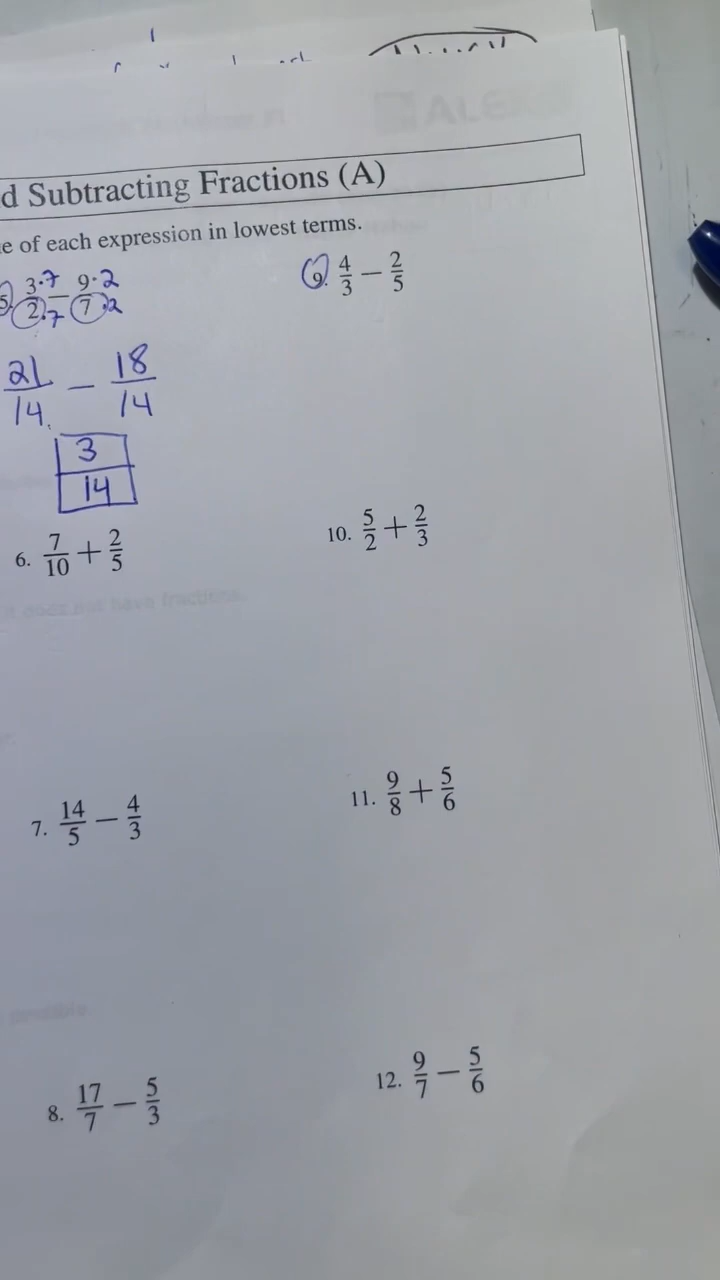 ALE
d Subtracting Fractions (A)
e of each expression in lowest terms.
5. 3·7/2·7 − 9·2/7·2
21/14 − 18/14
3/14
6. 7/10 + 2/5
7. 14/5 − 4/3
8. 17/7 − 5/3
9. 4/3 − 2/5
10. 5/2 + 2/3
11. 9/8 + 5/6
12. 9/7 − 5/6